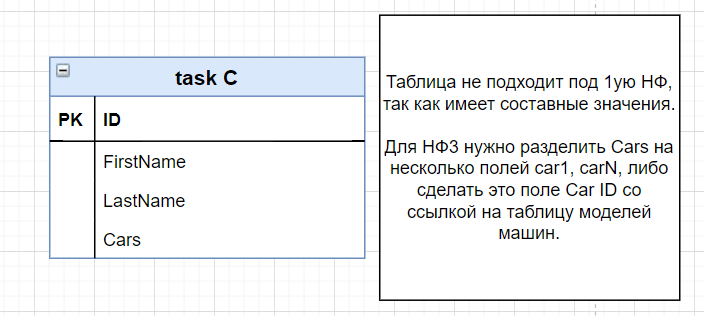 task C
PK ID
FirstName
LastName
Cars
Таблица не подходит под 1ую НФ,
так как имеет составные значения.
Для НФ3 нужно разделить Cars на
несколько полей car1, carN, либо
сделать это поле Car ID со
ссылкой на таблицу моделей
машин.